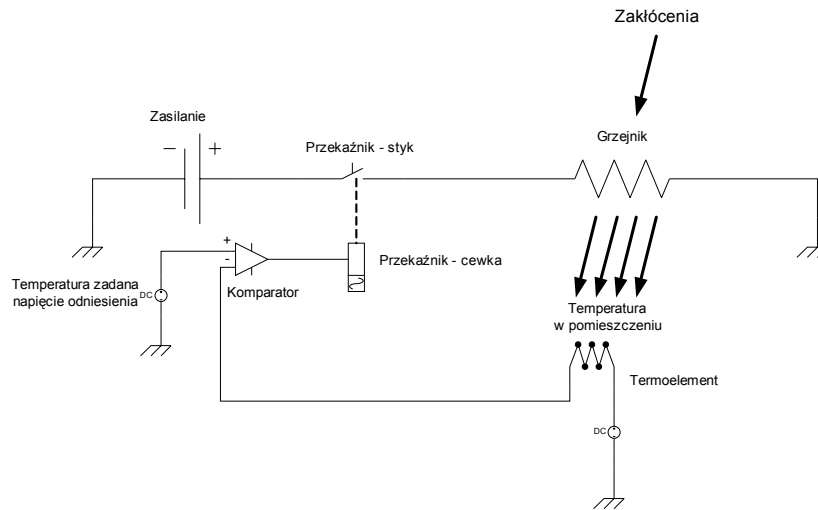 Zakłócenia
Zasilanie
Grzejnik
Przekaźnik - styk
− +
+
-
Przekaźnik - cewka
Temperatura zadana
napięcie odniesienia
DC
Komparator
Temperatura
w pomieszczeniu
Termoelement
DC